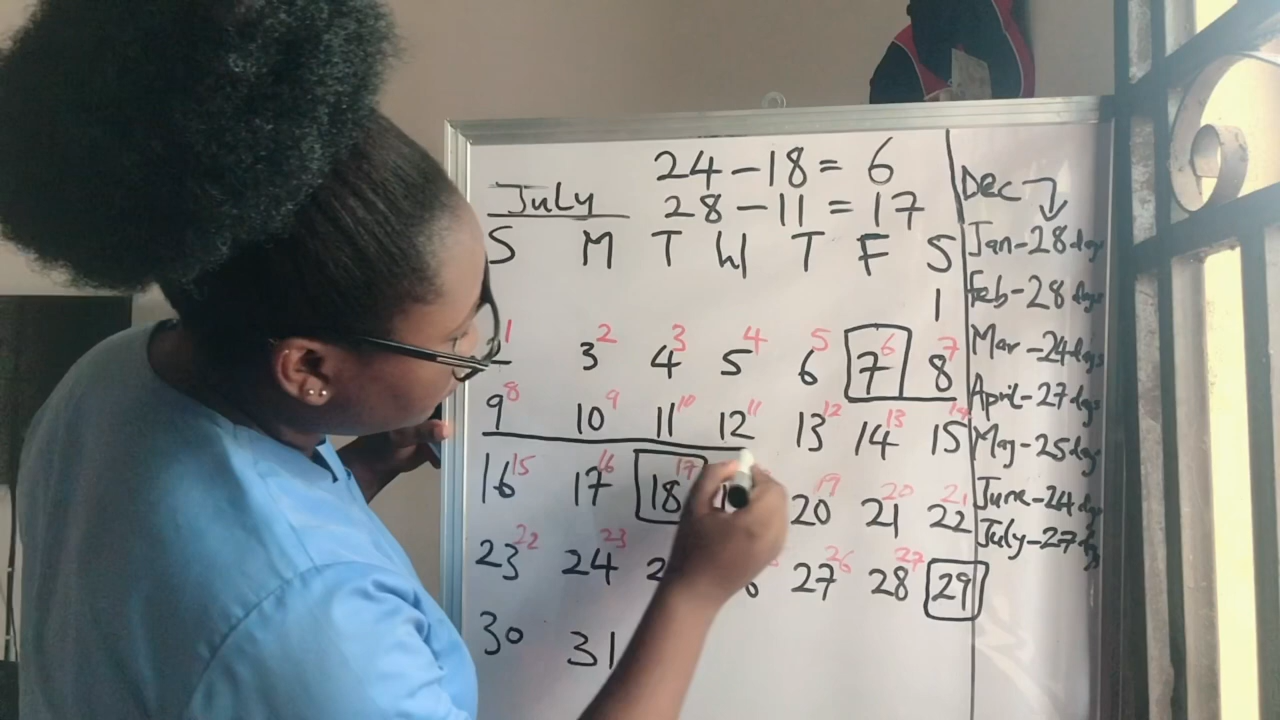 24-18= 6
July 28-11=17
S M T W T F S
1
1 3 2 4 3 5 4 6 5 7 6 8 7
9 8 10 9 11 10 12 11 13 12 14 13 15 14
16 15 17 16 18 17 20 19 21 20 22 21
23 22 24 23 27 26 28 27 29
30 31
Dec
Jan-28 days
Feb-28 days
Mar-24 days
April-27 days
May-25 days
June-24 days
July-27 days